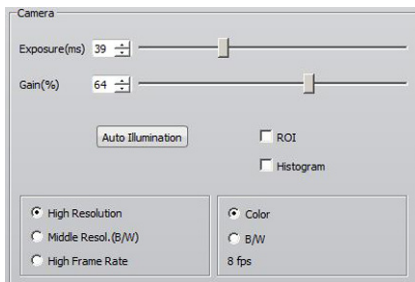 Camera
Exposure(ms) 39
Gain(%) 64
Auto Illumination
ROI
Histogram
High Resolution
Middle Resol.(B/W)
High Frame Rate
Color
B/W
8 fps